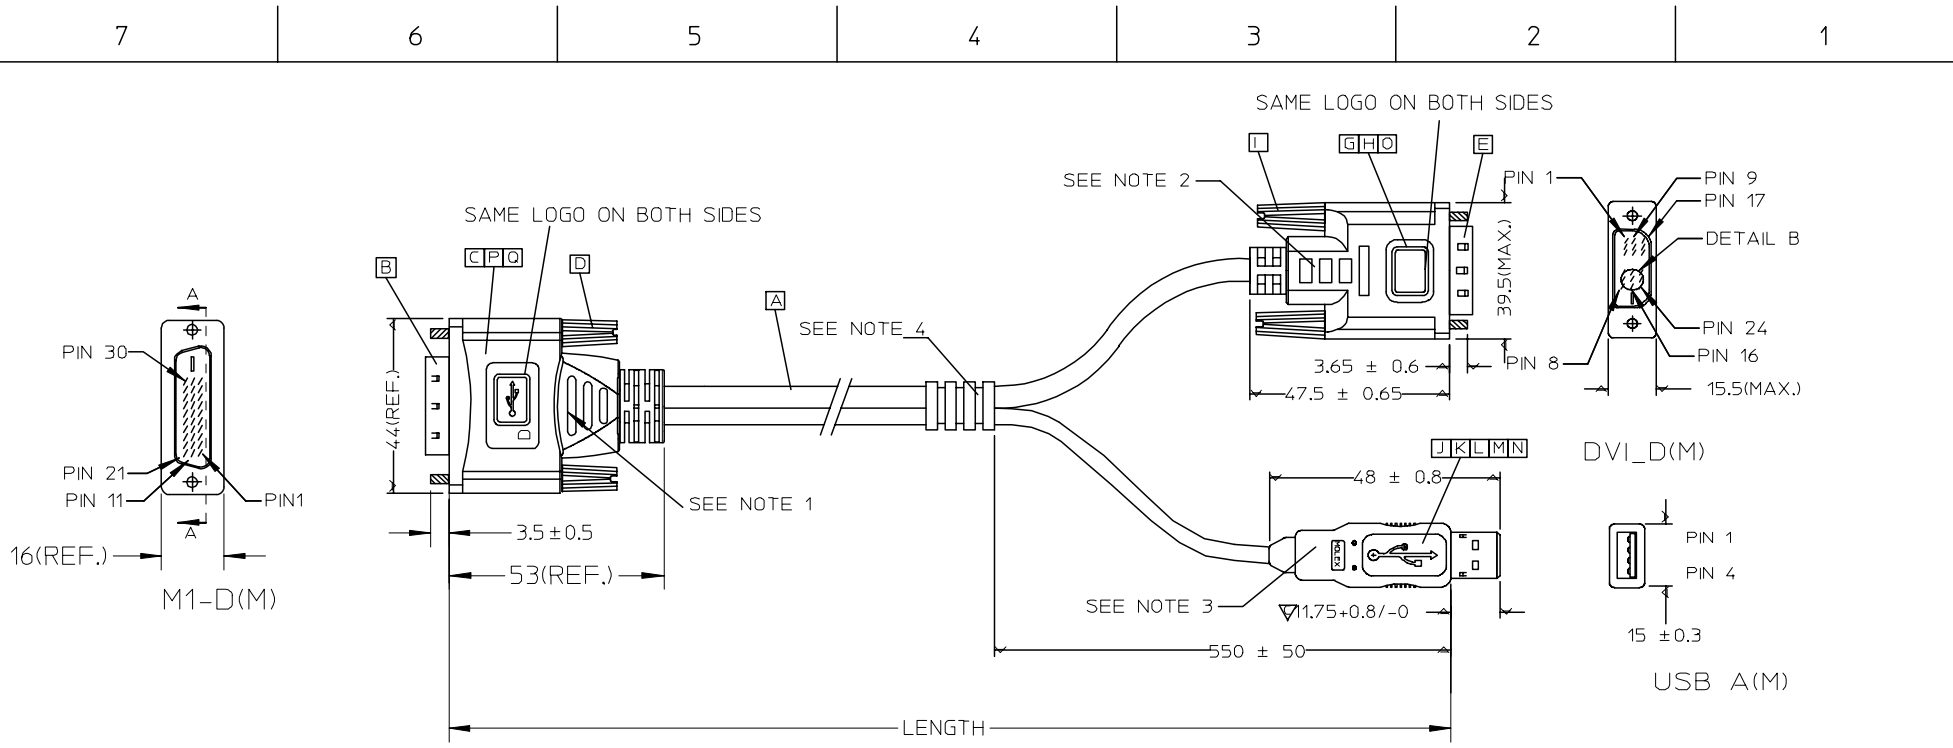 7 6 5 4 3 2 1
SAME LOGO ON BOTH SIDES
I
G H O
E
SEE NOTE 2
PIN 1
PIN 9
PIN 17
DETAIL B
39.5(MAX.)
PIN 24
PIN 16
PIN 8
3.65 ± 0.6
47.5 ± 0.65
15.5(MAX.)
DVI_D(M)
SAME LOGO ON BOTH SIDES
B
C P Q
D
A
SEE NOTE 4
A
PIN 30
PIN 21
PIN 11
PIN1
A
16(REF.)
M1-D(M)
44(REF.)
D
SEE NOTE 1
3.5±0.5
53(REF.)
J K L M N
48 ± 0.8
MOLEX
SEE NOTE 3
11.75+0.8/-0
550 ± 50
PIN 1
PIN 4
15 ±0.3
USB A(M)
LENGTH